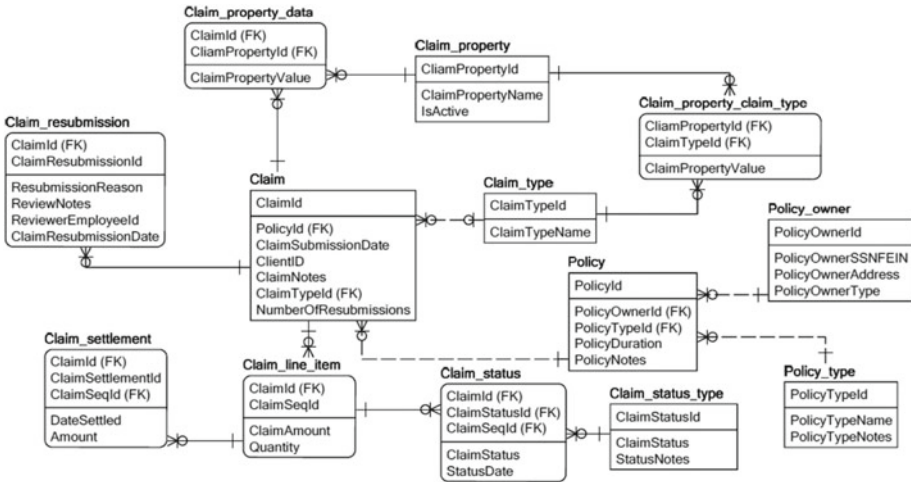 Claim_property_data
ClaimId (FK)
CliamPropertyId (FK)
ClaimPropertyValue
Claim_property
CliamPropertyId
ClaimPropertyName
IsActive
Claim_property_claim_type
CliamPropertyId (FK)
ClaimTypeId (FK)
ClaimPropertyValue
Claim_resubmission
ClaimId (FK)
ClaimResubmissionId
ResubmissionReason
ReviewNotes
ReviewerEmployeeId
ClaimResubmissionDate
Claim
ClaimId
PolicyId (FK)
ClaimSubmissionDate
ClientID
ClaimNotes
ClaimTypeId (FK)
NumberOfResubmissions
Claim_type
ClaimTypeId
ClaimTypeName
Policy_owner
PolicyOwnerId
PolicyOwnerSSNFEIN
PolicyOwnerAddress
PolicyOwnerType
Policy
PolicyId
PolicyOwnerId (FK)
PolicyTypeId (FK)
PolicyDuration
PolicyNotes
Claim_settlement
ClaimId (FK)
ClaimSettlementId
ClaimSeqId (FK)
DateSettled
Amount
Claim_line_item
ClaimId (FK)
ClaimSeqId
ClaimAmount
Quantity
Claim_status
ClaimId (FK)
ClaimStatusId (FK)
ClaimSeqId (FK)
ClaimStatus
StatusDate
Claim_status_type
ClaimStatusId
ClaimStatus
StatusNotes
Policy_type
PolicyTypeId
PolicyTypeName
PolicyTypeNotes